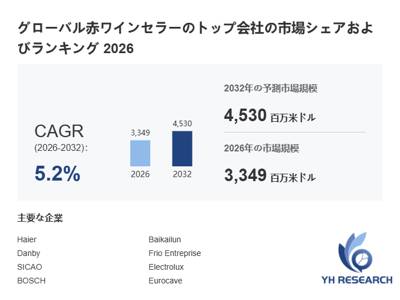 グローバル赤ワインセラーのトップ会社の市場シェアおよ
びランキング 2026
CAGR
(2026-2032):
5.2%
3,349
4,530
2026
2032
2032年の予測市場規模
4,530 百万米ドル
2026年の市場規模
3,349 百万米ドル
主要な企業
Haier
Danby
SICAO
BOSCH
Baikailun
Frio Entreprise
Electrolux
Eurocave
YH RESEARCH